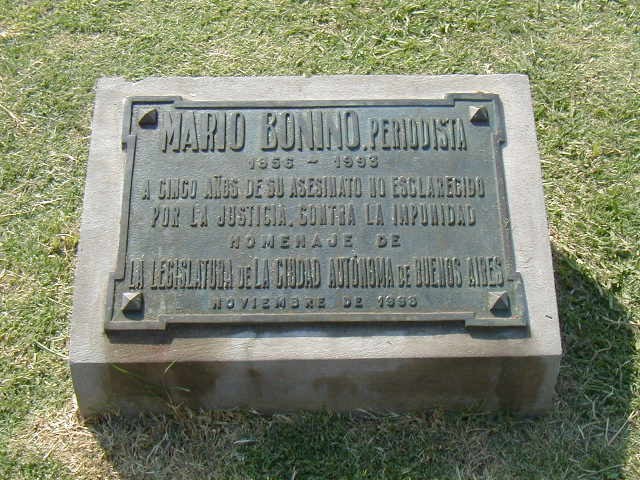 MARIO BONINO, PERIODISTA
1956 - 1993
A CINCO AÑOS DE SU ASESINATO NO ESCLARECIDO
POR LA JUSTICIA, CONTRA LA IMPUNIDAD
HOMENAJE DE
LA LEGISLATURA DE LA CIUDAD AUTÓNOMA DE BUENOS AIRES
NOVIEMBRE DE 1998